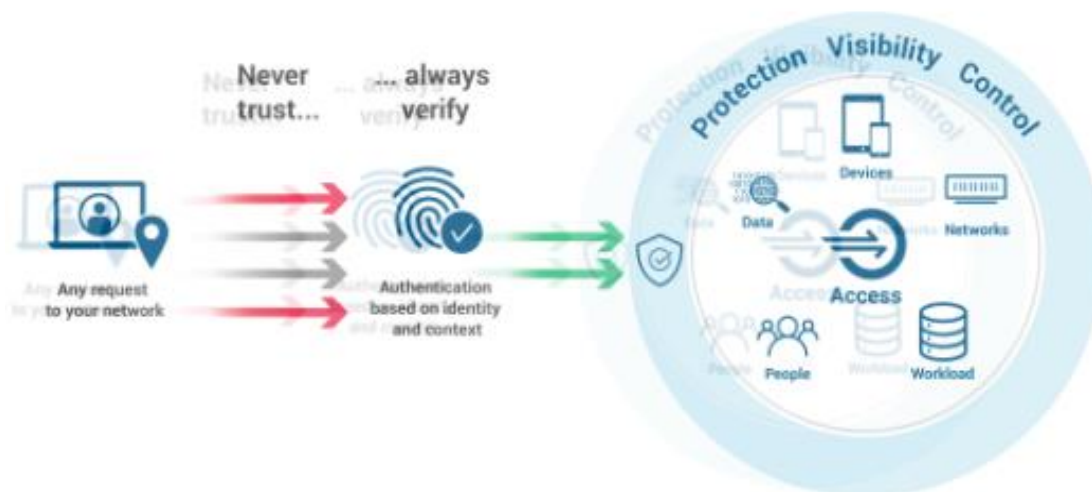 Never
trust...
... always
verify
Any request
to your network
Authentication
based on identity
and context
Protection Visibility Control
Devices
Data
Networks
Access
People
Workload